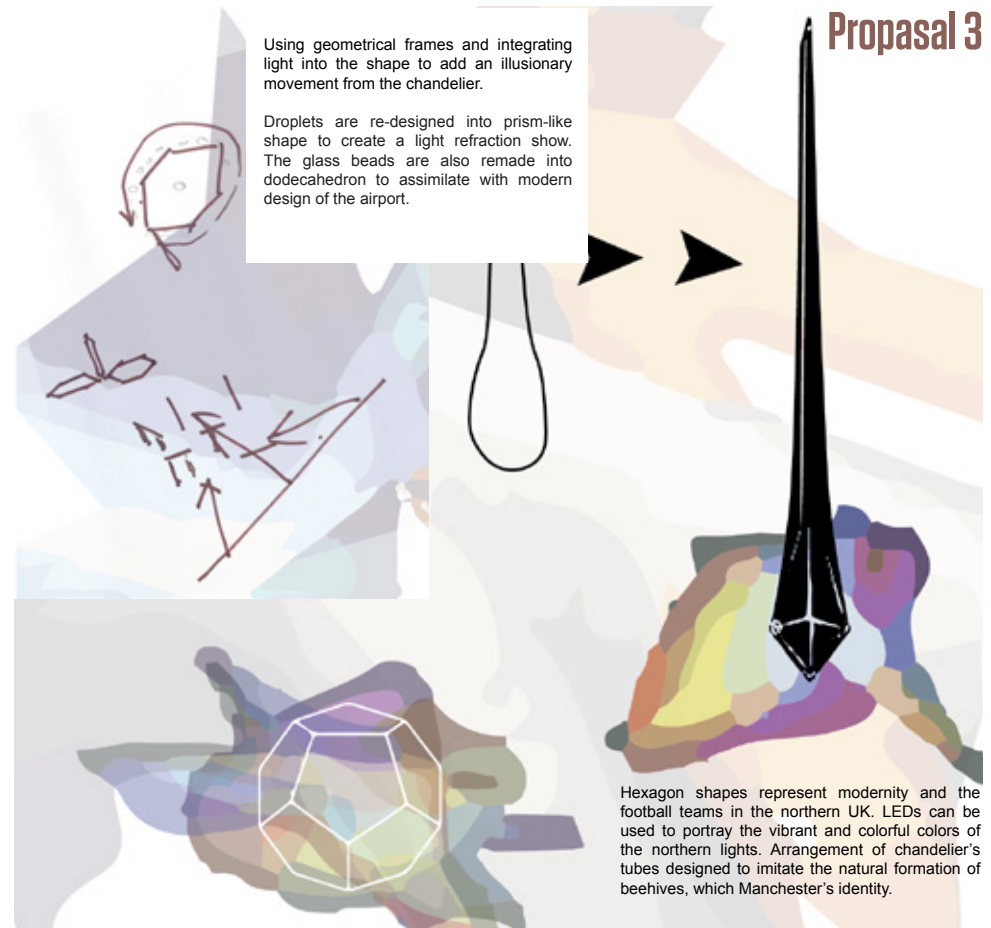 Propasal 3
Using geometrical frames and integrating
light into the shape to add an illusionary
movement from the chandelier.
Droplets are re-designed into prism-like
shape to create a light refraction show.
The glass beads are also remade into
dodecahedron to assimilate with modern
design of the airport.
Hexagon shapes represent modernity and the
football teams in the northern UK. LEDs can be
used to portray the vibrant and colorful colors of
the northern lights. Arrangement of chandelier's
tubes designed to imitate the natural formation of
beehives, which Manchester's identity.